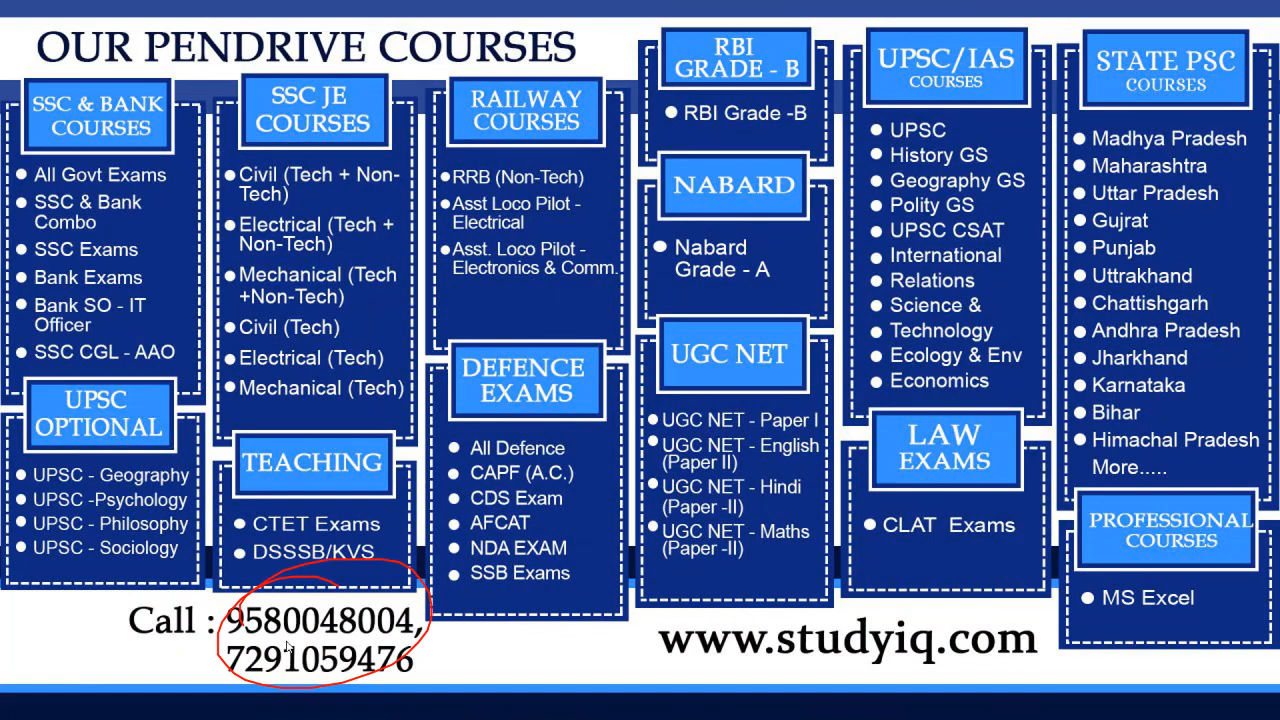 OUR PENDRIVE COURSES
SSC & BANK
COURSES
All Govt Exams
SSC & Bank
Combo
SSC Exams
Bank Exams
Bank SO - IT
Officer
SSC CGL - AAO
UPSC
OPTIONAL
UPSC - Geography
UPSC -Psychology
UPSC - Philosophy
UPSC - Sociology
SSC JE
COURSES
Civil (Tech + Non-
Tech)
Electrical (Tech +
Non-Tech)
Mechanical (Tech
+Non-Tech)
Civil (Tech)
Electrical (Tech)
Mechanical (Tech)
TEACHING
CTET Exams
DSSSB/KVS
RAILWAY
COURSES
RRB (Non-Tech)
Asst Loco Pilot -
Electrical
Asst. Loco Pilot -
Electronics & Comm.
DEFENCE
EXAMS
All Defence
CAPF (A.C.)
CDS Exam
AFCAT
NDA EXAM
SSB Exams
RBI
GRADE - B
RBI Grade -B
NABARD
Nabard
Grade - A
UGC NET
UGC NET - Paper I
UGC NET - English
(Paper II)
UGC NET - Hindi
(Paper -II)
UGC NET - Maths
(Paper -II)
UPSC/IAS
COURSES
UPSC
History GS
Geography GS
Polity GS
UPSC CSAT
International
Relations
Science &
Technology
Ecology & Env
Economics
LAW
EXAMS
CLAT Exams
STATE PSC
COURSES
Madhya Pradesh
Maharashtra
Uttar Pradesh
Gujrat
Punjab
Uttrakhand
Chattishgarh
Andhra Pradesh
Jharkhand
Karnataka
Bihar
Himachal Pradesh
More.....
PROFESSIONAL
COURSES
MS Excel
Call : 9580048004,
7291059476
www.studyiq.com